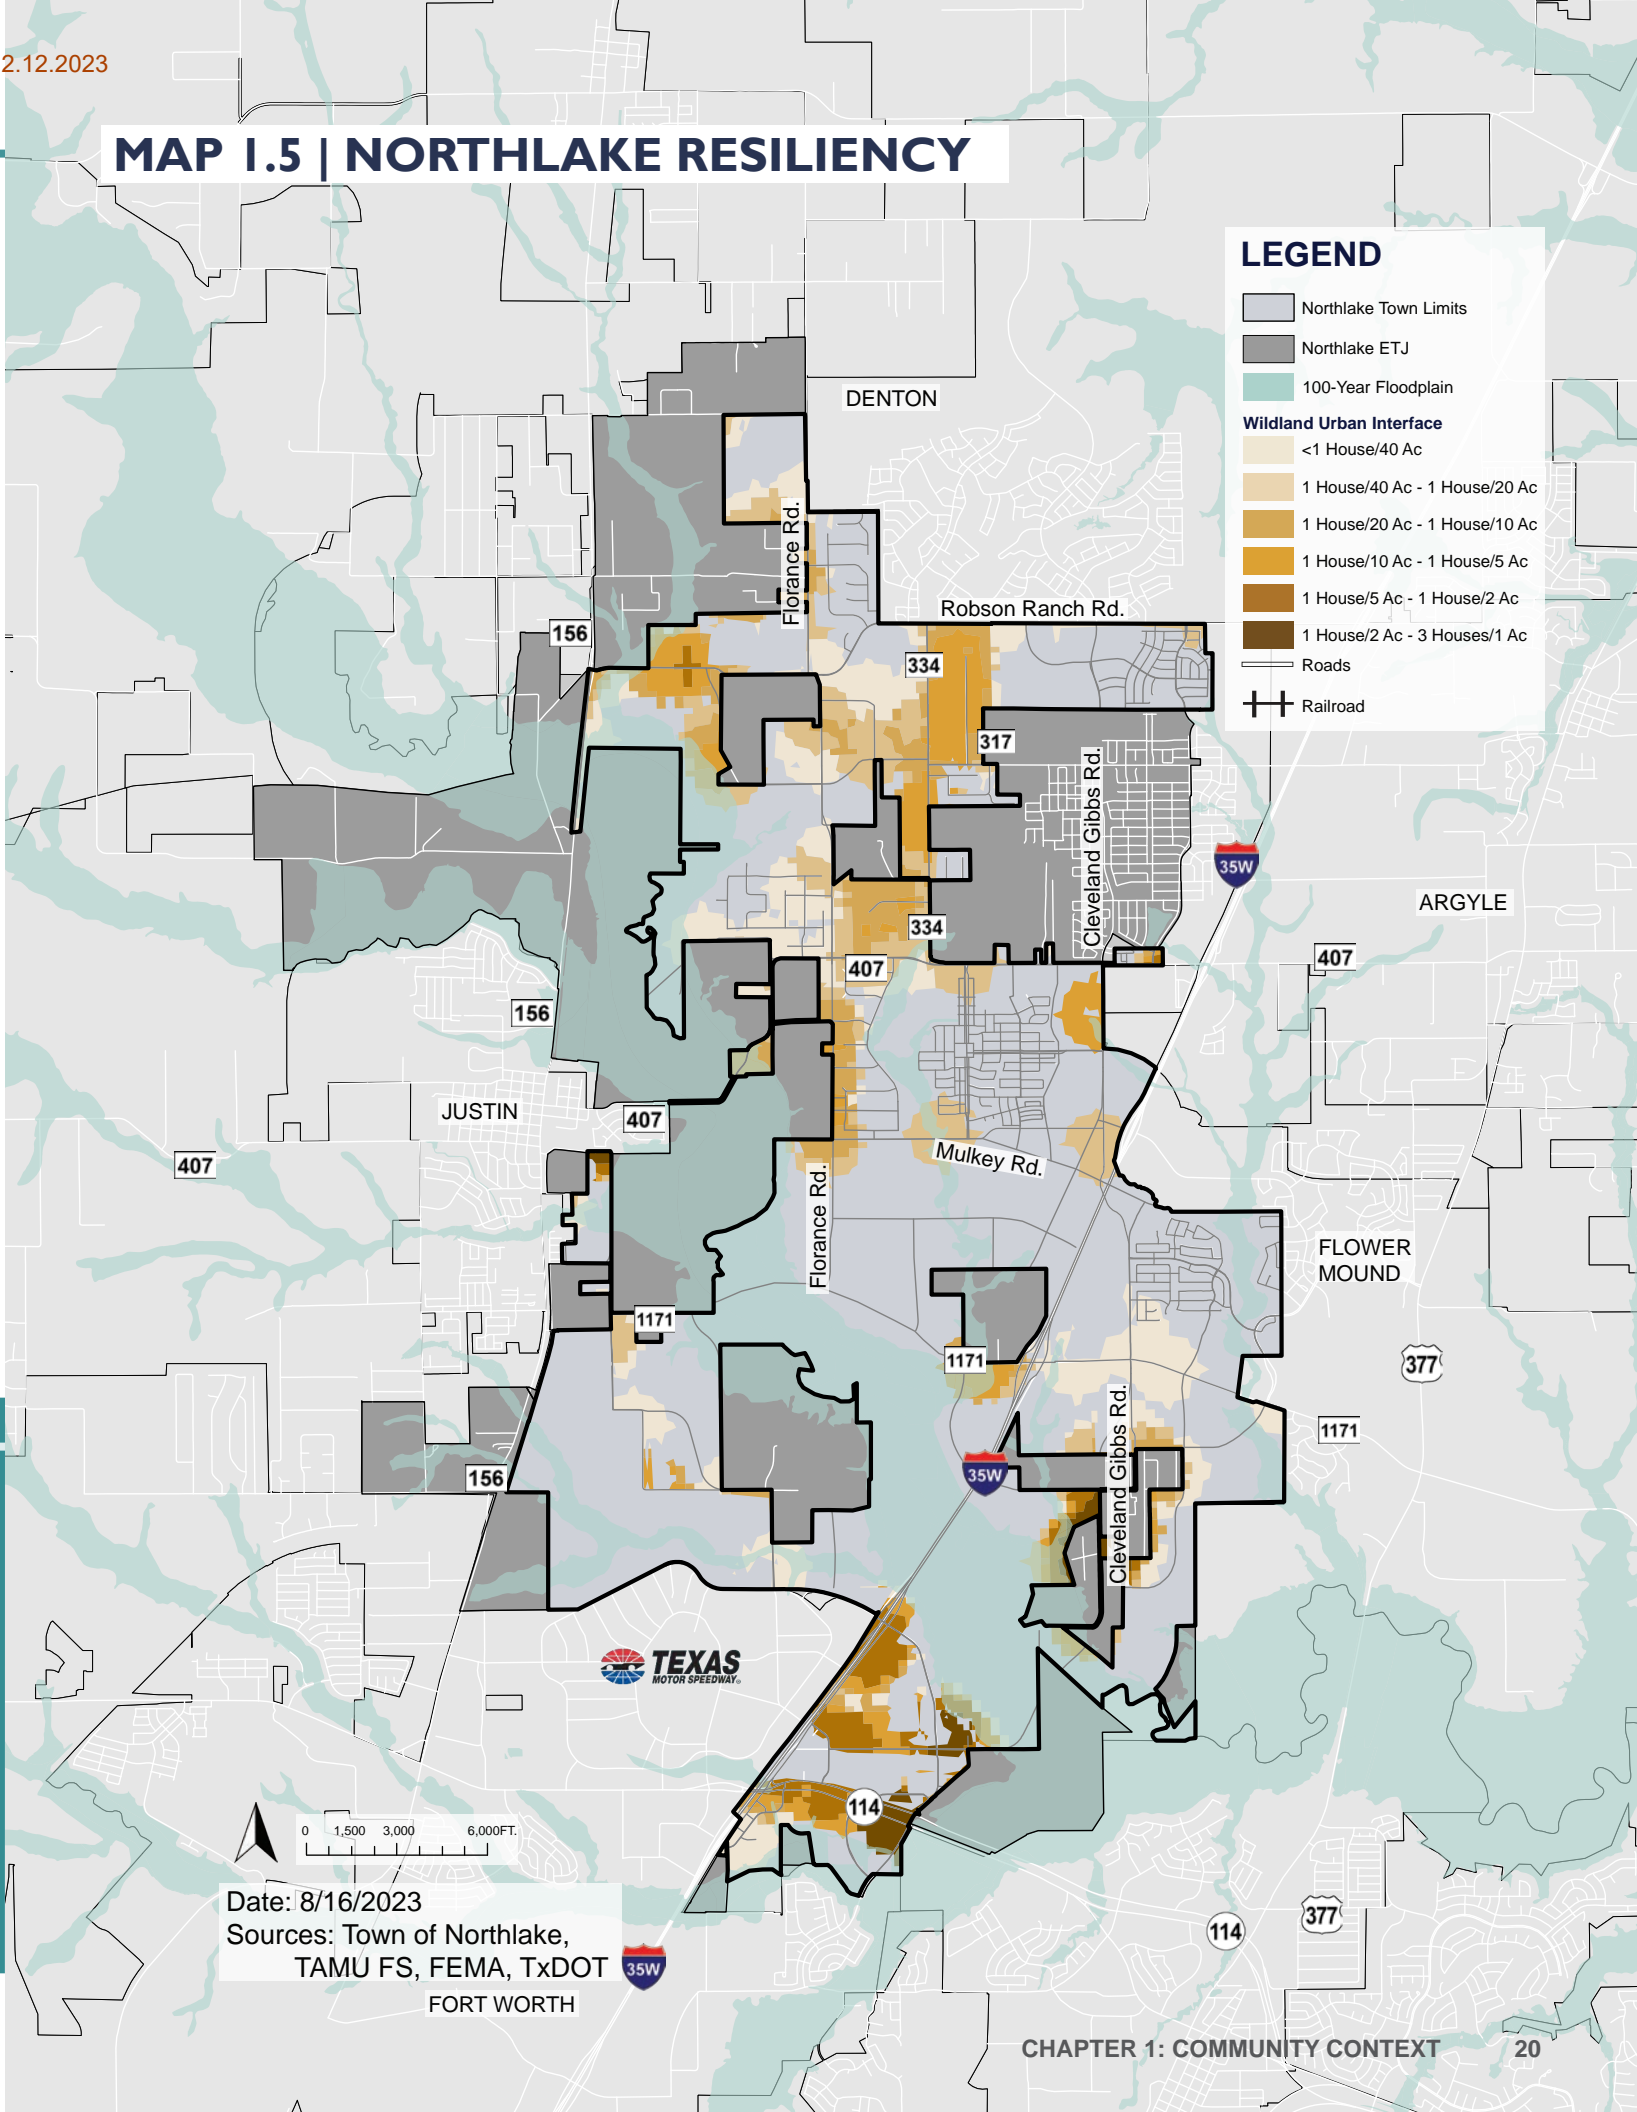 2.12.2023
MAP 1.5 | NORTHLAKE RESILIENCY
LEGEND
Northlake Town Limits
Northlake ETJ
100-Year Floodplain
Wildland Urban Interface
<1 House/40 Ac
1 House/40 Ac - 1 House/20 Ac
1 House/20 Ac - 1 House/10 Ac
1 House/10 Ac - 1 House/5 Ac
1 House/5 Ac - 1 House/2 Ac
1 House/2 Ac - 3 Houses/1 Ac
Roads
Railroad
DENTON
Florance Rd.
Robson Ranch Rd.
156
334
317
Cleveland Gibbs Rd.
35W
ARGYLE
334
407
407
156
JUSTIN
407
407
Mulkey Rd.
Florance Rd.
FLOWER
MOUND
1171
1171
377
Cleveland Gibbs Rd.
1171
35W
156
TEXAS
MOTOR SPEEDWAY
114
0 1,500 3,000 6,000FT.
Date: 8/16/2023
Sources: Town of Northlake,
TAMU FS, FEMA, TxDOT
35W
377
114
FORT WORTH
CHAPTER 1: COMMUNITY CONTEXT 20